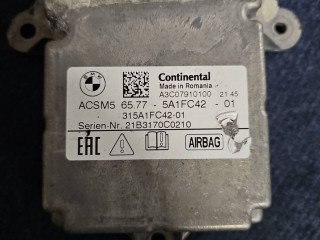 BMW
Continental
Made in Romania
A3C07910100 21 45
ACSM5 65.77 - 5A1FC42 - 01
315A1FC42-01
Serien-Nr. 21B3170C0210
EAC AIRBAG